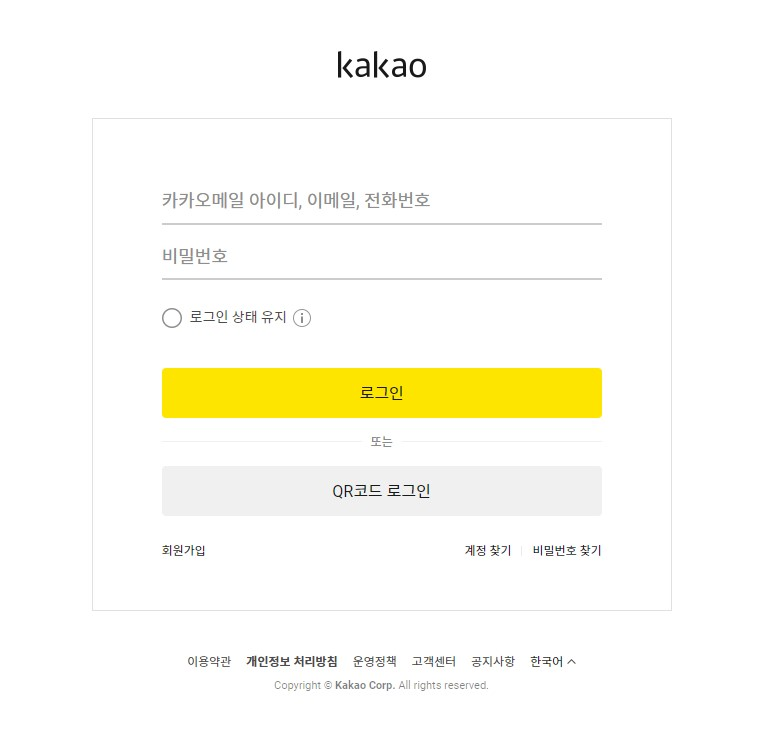 kakao
카카오메일 아이디, 이메일, 전화번호
비밀번호
로그인 상태 유지
로그인
또는
QR코드 로그인
회원가입 계정 찾기 비밀번호 찾기
이용약관 개인정보 처리방침 운영정책 고객센터 공지사항 한국어
Copyright © Kakao Corp. All rights reserved.